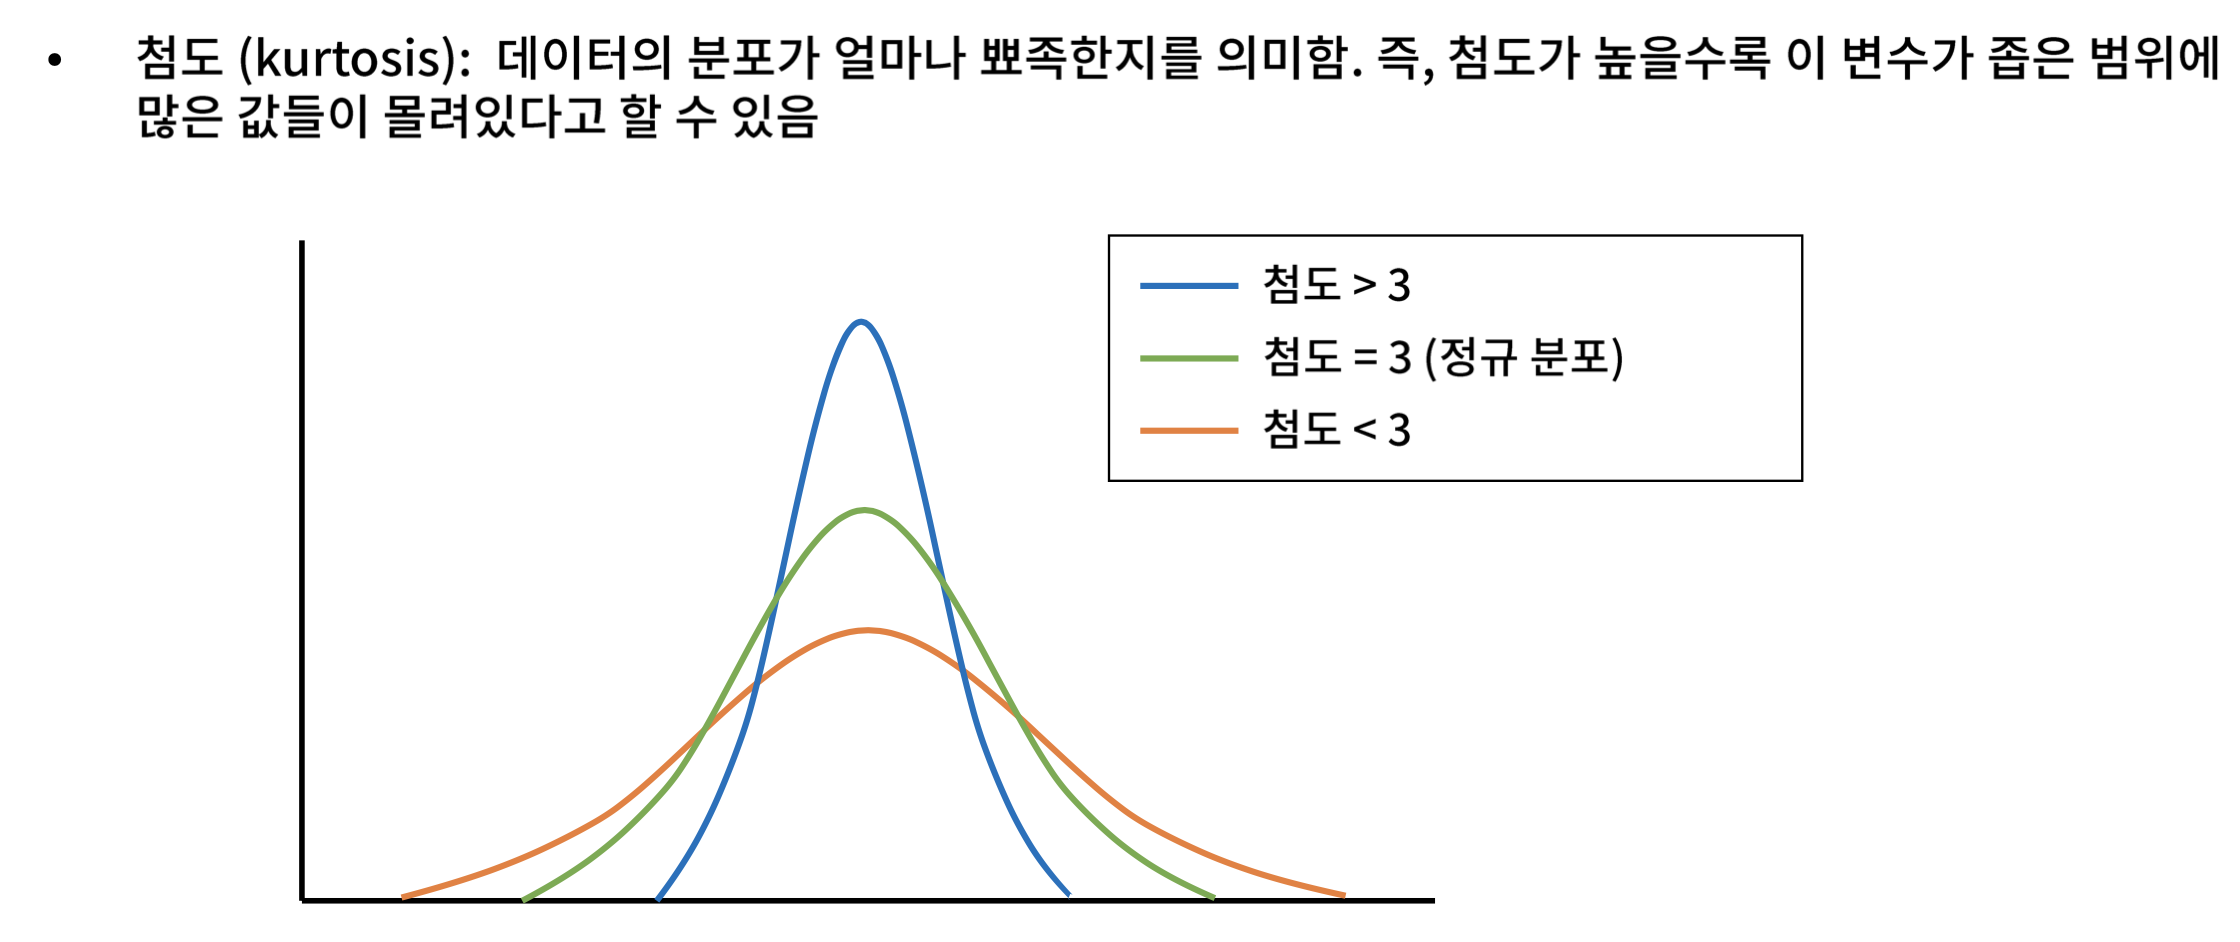 • 첨도 (kurtosis): 데이터의 분포가 얼마나 뾰족한지를 의미함. 즉, 첨도가 높을수록 이 변수가 좁은 범위에
많은 값들이 몰려있다고 할 수 있음
첨도 > 3
첨도 = 3 (정규 분포)
첨도 < 3